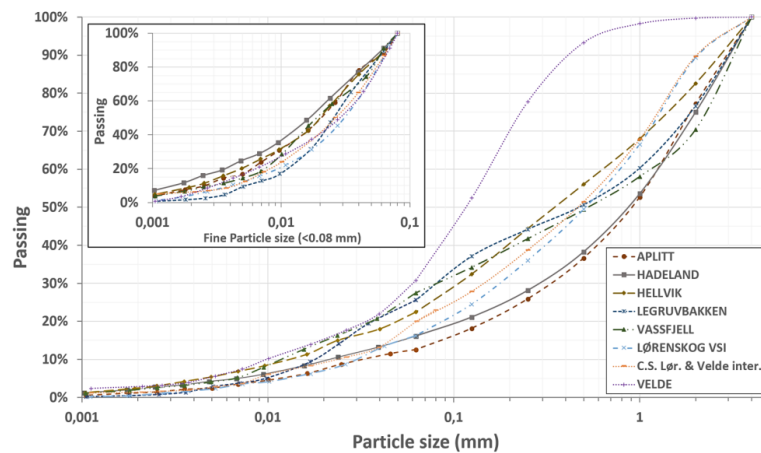 100%
90%
80%
70%
60%
50%
40%
30%
20%
10%
0%
Passing
0,001
0,01
0,1
1
Particle size (mm)
100%
80%
60%
40%
20%
0%
Passing
0,001
0,01
0,1
Fine Particle size (<0.08 mm)
APLITT
HADELAND
HELLVIK
LEGRUVBAKKEN
VASSFJELL
LØRENSKOG VSI
C.S. Lør. & Velde inter.
VELDE